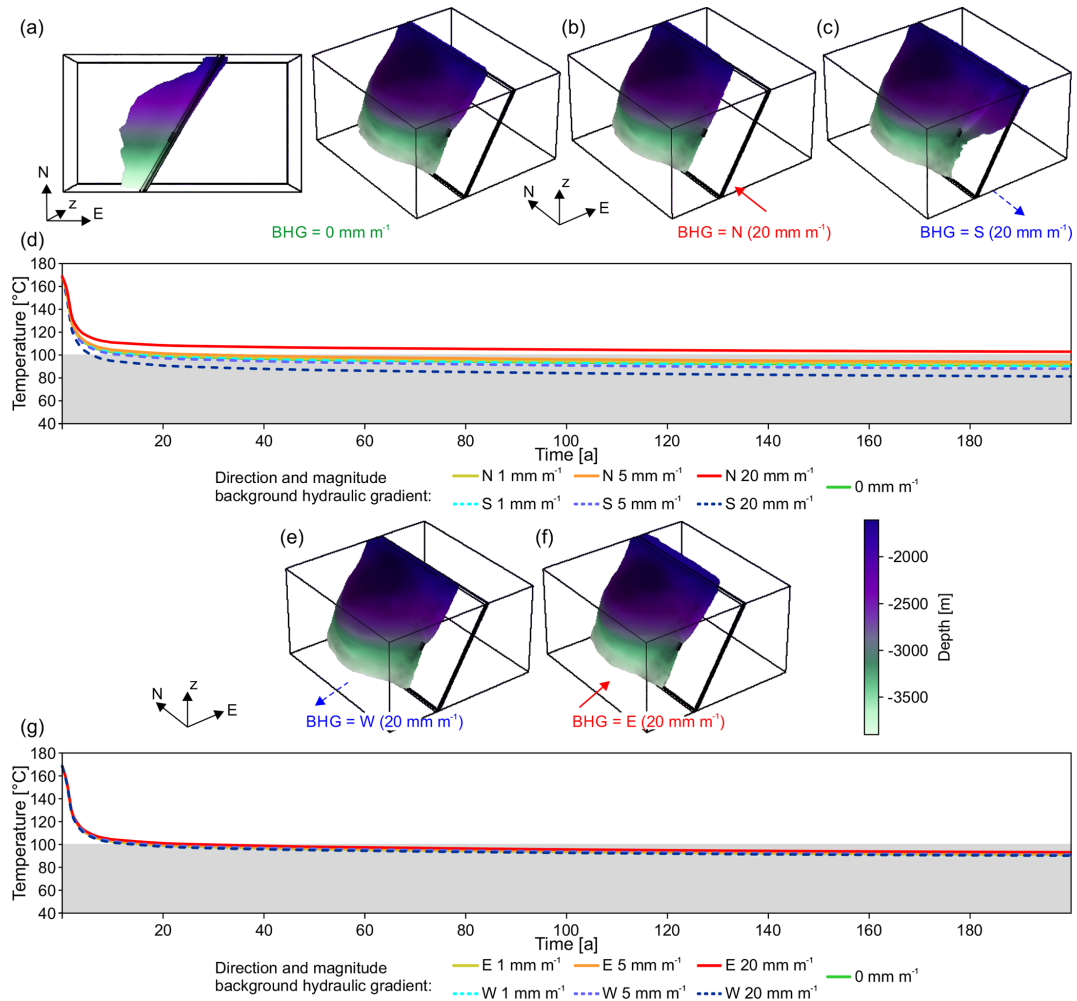 (a)
(b)
(c)
N
z
E
N
z
E
BHG = 0 mm m⁻¹
BHG = N (20 mm m⁻¹)
BHG = S (20 mm m⁻¹)
(d)
Temperature [°C]
180
160
140
120
100
80
60
40
20 40 60 80 100 120 140 160 180
Time [a]
Direction and magnitude
background hydraulic gradient:
N 1 mm m⁻¹ N 5 mm m⁻¹ N 20 mm m⁻¹ 0 mm m⁻¹
S 1 mm m⁻¹ S 5 mm m⁻¹ S 20 mm m⁻¹
(e)
(f)
N
z
E
BHG = W (20 mm m⁻¹)
BHG = E (20 mm m⁻¹)
-2000
-2500
-3000
-3500
Depth [m]
(g)
Temperature [°C]
180
160
140
120
100
80
60
40
20 40 60 80 100 120 140 160 180
Time [a]
Direction and magnitude
background hydraulic gradient:
E 1 mm m⁻¹ E 5 mm m⁻¹ E 20 mm m⁻¹ 0 mm m⁻¹
W 1 mm m⁻¹ W 5 mm m⁻¹ W 20 mm m⁻¹